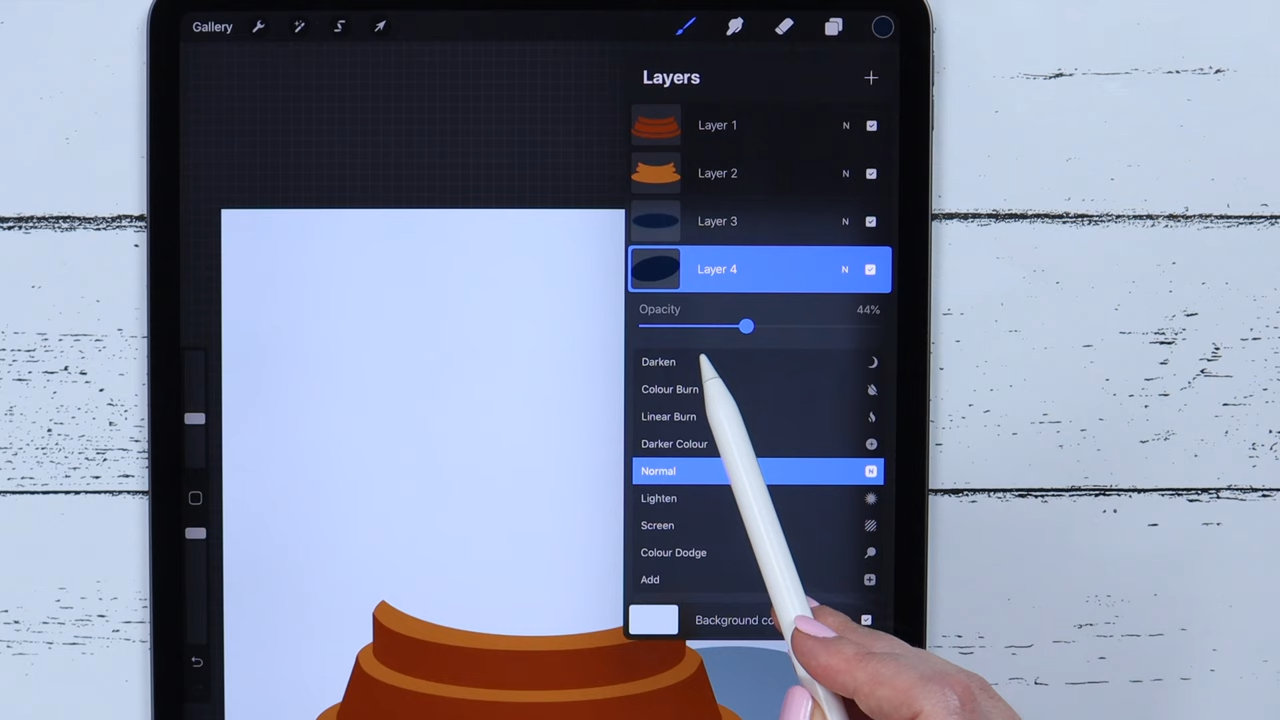 Gallery
Layers
Layer 1 N
Layer 2 N
Layer 3 N
Layer 4 N
Opacity 44%
Darken
Colour Burn
Linear Burn
Darker Colour
Normal N
Lighten
Screen
Colour Dodge
Add
Background